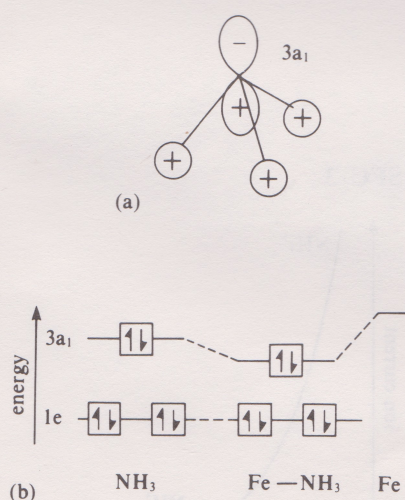 −
3a₁
+
+
+
+
(a)
energy
3a₁
1e
NH₃
Fe — NH₃
Fe
(b)